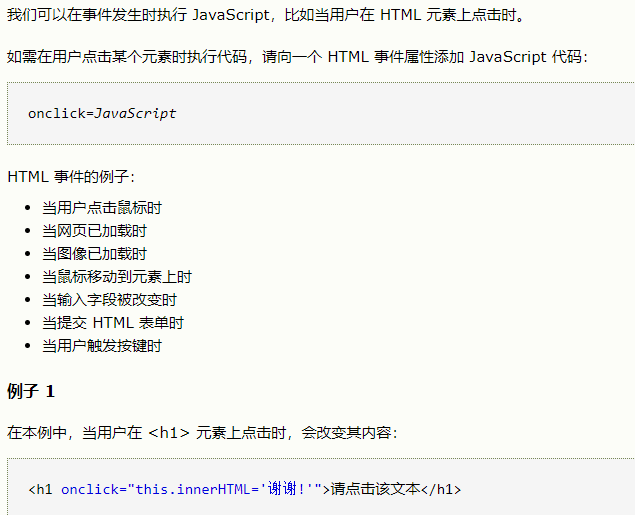 我们可以在事件发生时执行 JavaScript，比如当用户在 HTML 元素上点击时。
如需在用户点击某个元素时执行代码，请向一个 HTML 事件属性添加 JavaScript 代码：
onclick=JavaScript
HTML 事件的例子：
当用户点击鼠标时
当网页已加载时
当图像已加载时
当鼠标移动到元素上时
当输入字段被改变时
当提交 HTML 表单时
当用户触发按键时
例子 1
在本例中，当用户在 <h1> 元素上点击时，会改变其内容：
<h1 onclick="this.innerHTML='谢谢!'">请点击该文本</h1>